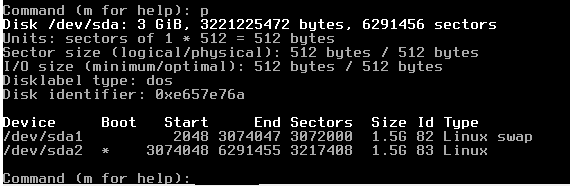 Command (m for help): p
Disk /dev/sda: 3 GiB, 3221225472 bytes, 6291456 sectors
Units: sectors of 1 * 512 = 512 bytes
Sector size (logical/physical): 512 bytes / 512 bytes
I/O size (minimum/optimal): 512 bytes / 512 bytes
Disklabel type: dos
Disk identifier: 0xe657e76a
Device Boot Start End Sectors Size Id Type
/dev/sda1 2048 3074047 3072000 1.5G 82 Linux swap
/dev/sda2 * 3074048 6291455 3217408 1.5G 83 Linux
Command (m for help):